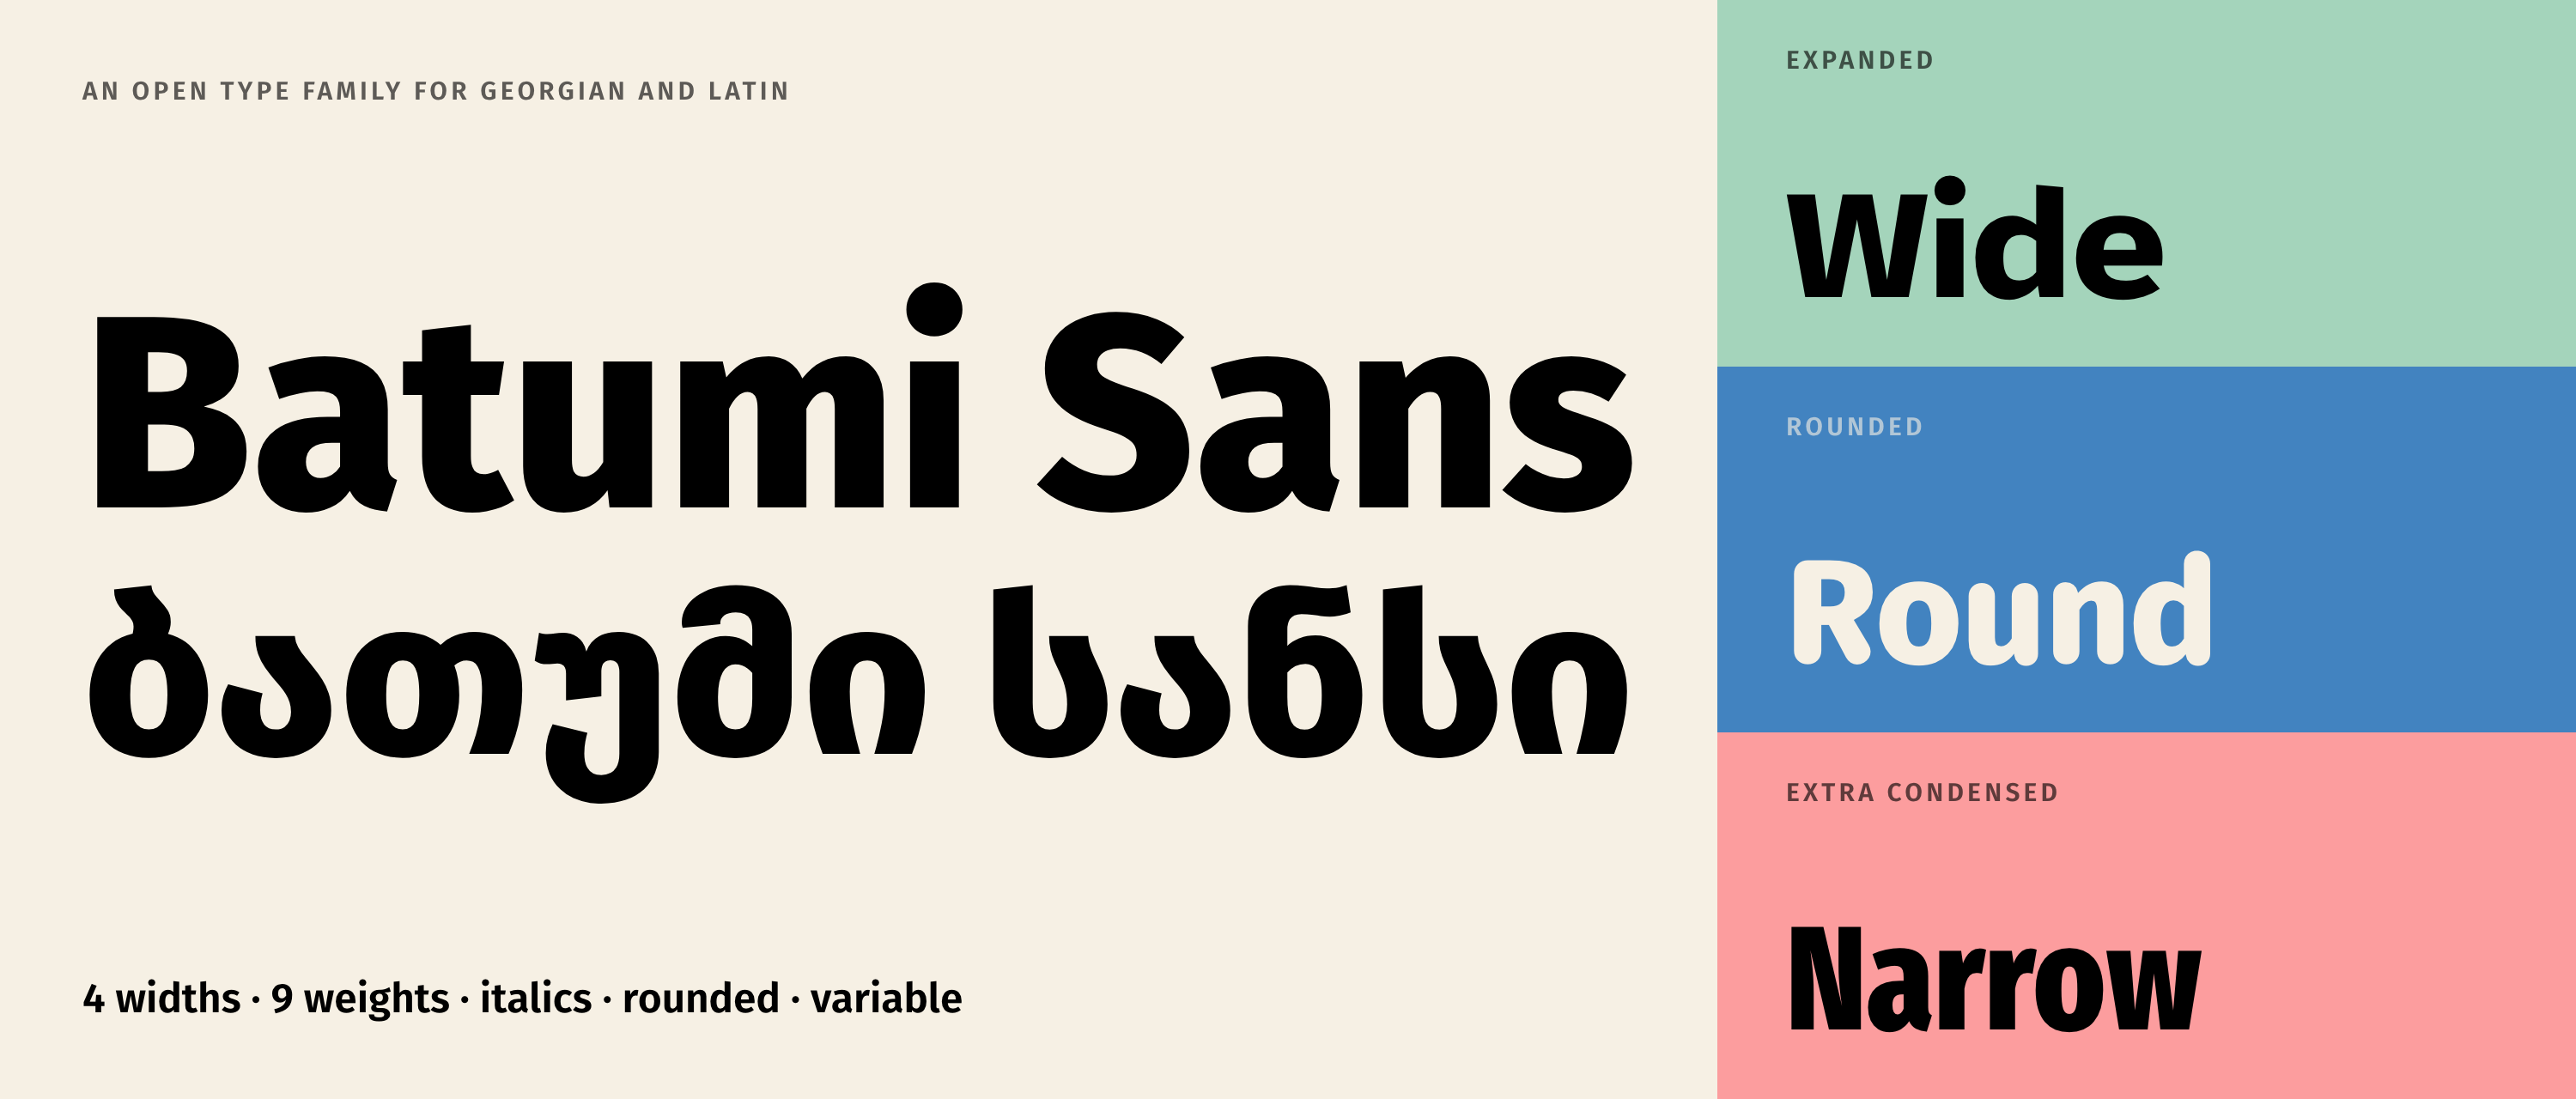 AN OPEN TYPE FAMILY FOR GEORGIAN AND LATIN
Batumi Sans
ბათუმი სანსი
4 widths · 9 weights · italics · rounded · variable
EXPANDED
Wide
ROUNDED
Round
EXTRA CONDENSED
Narrow